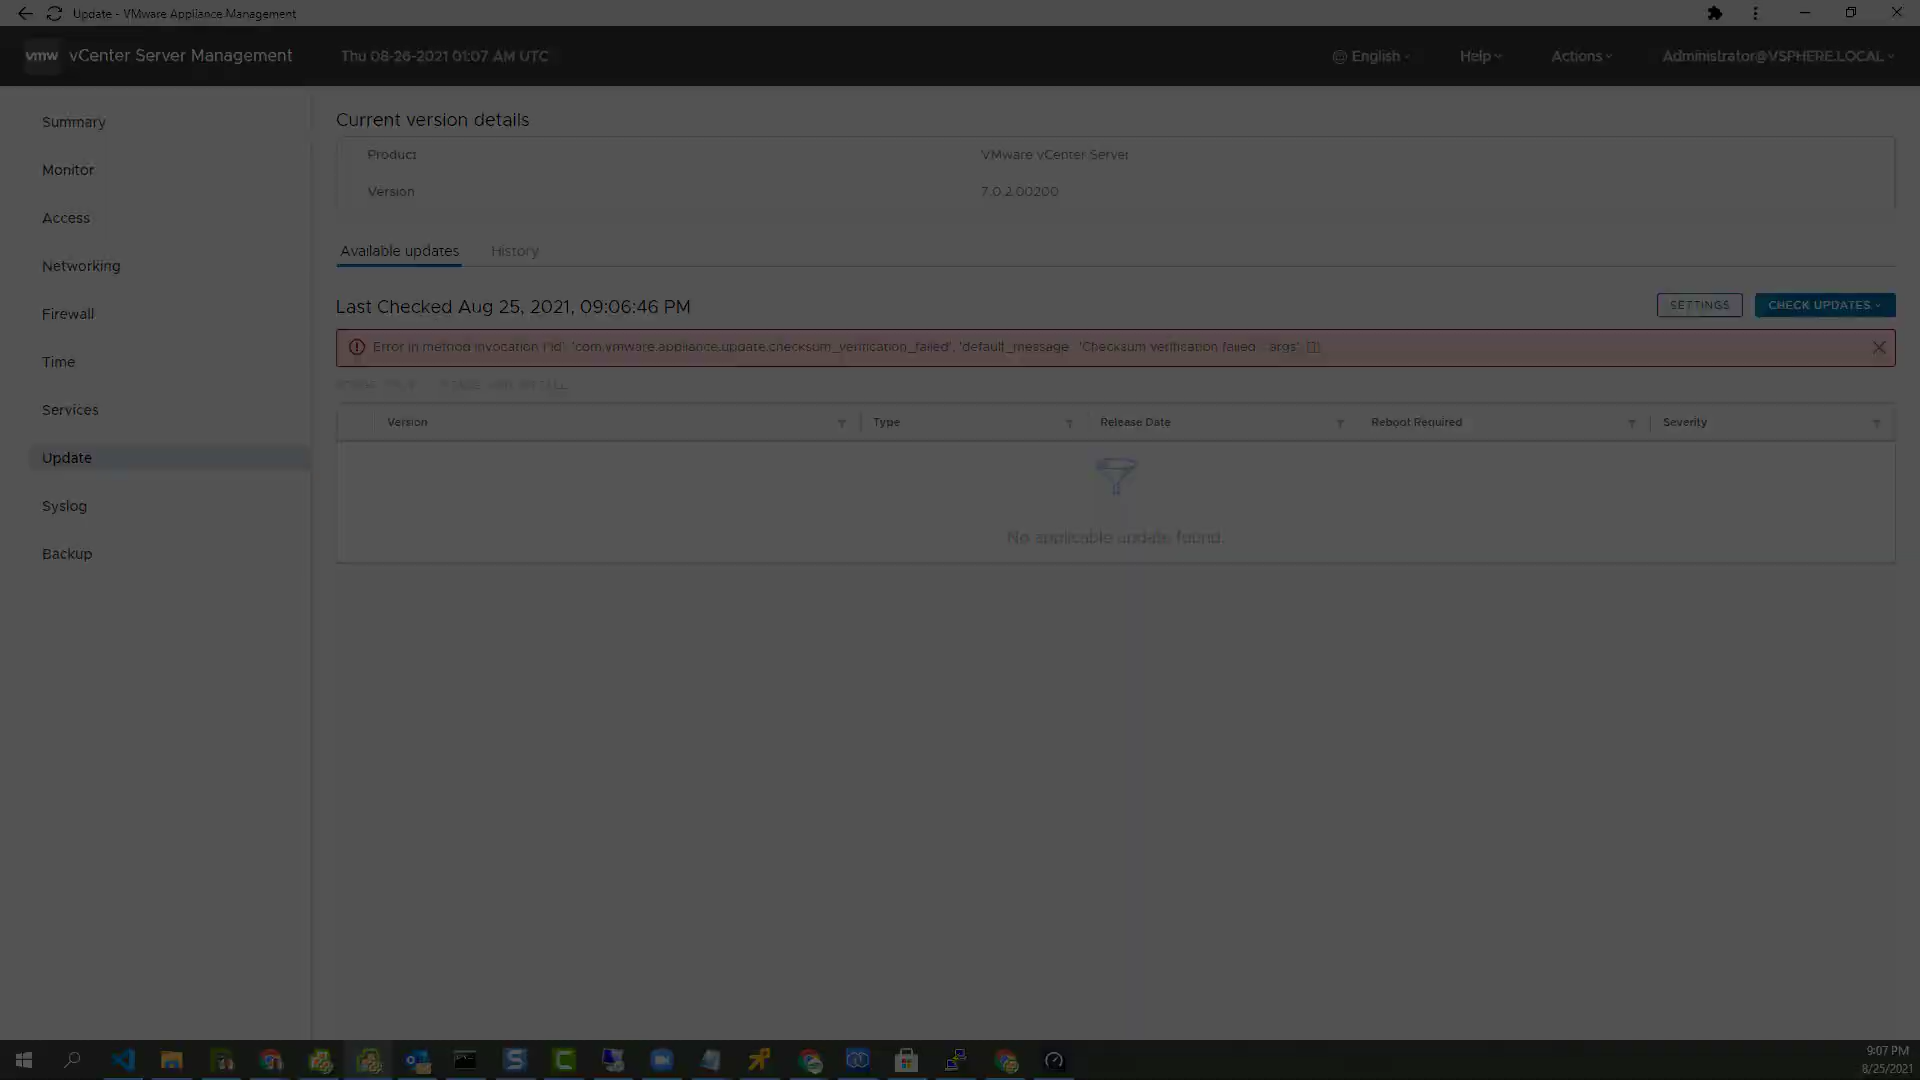 Update - VMware Appliance Management
vmw vCenter Server Management Thu 08-26-2021 01:07 AM UTC English Help Actions Administrator@VSPHERE.LOCAL
Summary
Monitor
Access
Networking
Firewall
Time
Services
Update
Syslog
Backup
Current version details
Product VMware vCenter Server
Version 7.0.2.00200
Available updates History
Last Checked Aug 25, 2021, 09:06:46 PM SETTINGS CHECK UPDATES
Error in method invocation ('id': 'com.vmware.appliance.update.checksum_verification_failed', 'default_message': 'Checksum verification failed.', 'args': [])
Version Type Release Date Reboot Required Severity
No applicable update found.
9:07 PM
8/25/2021